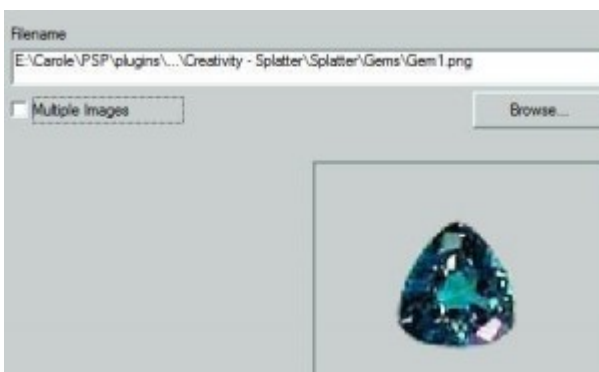 Filename
E:\Carole\PSP\plugins\...\Creativity - Splatter\Splatter\Gems\Gem1.png
Multiple Images
Browse...